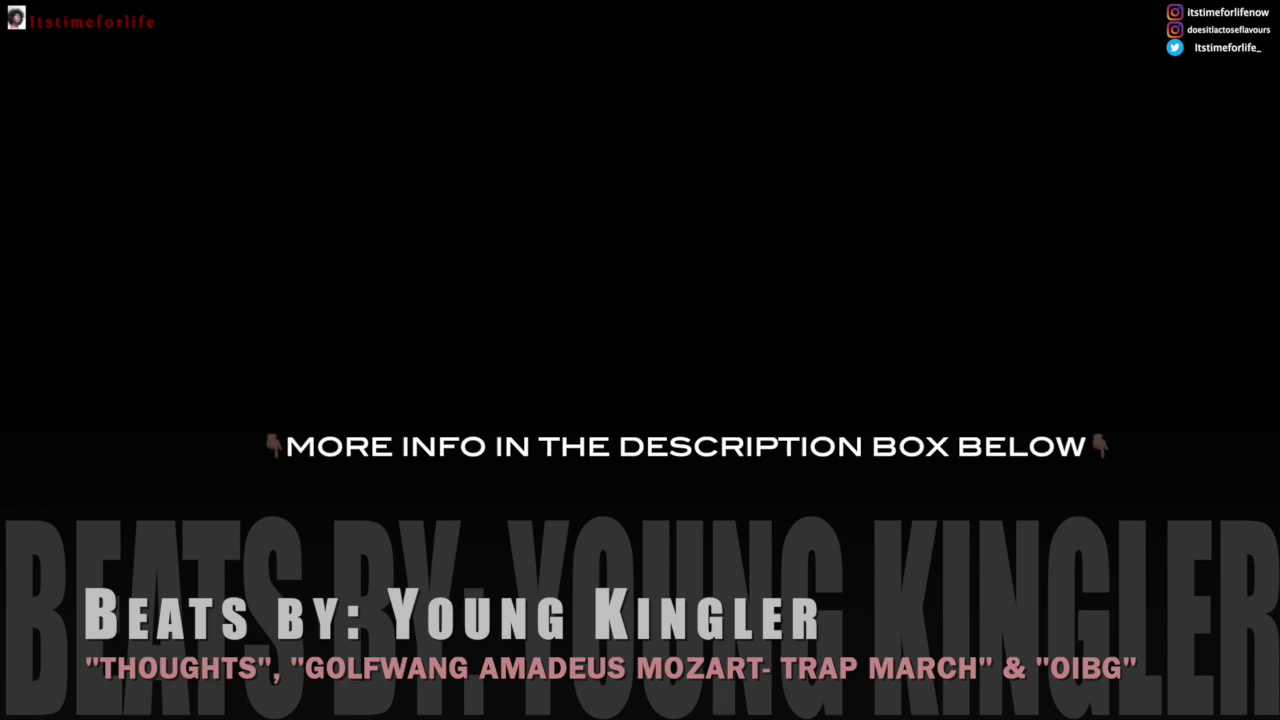 Itstimeforlife
itstimeforlifenow
doesitlactoseflavours
Itstimeforlife_
👇🏿MORE INFO IN THE DESCRIPTION BOX BELOW👇🏿
BEATS BY: YOUNG KINGLER
BEATS BY: YOUNG KINGLER
"THOUGHTS", "GOLFWANG AMADEUS MOZART- TRAP MARCH" & "OIBG"